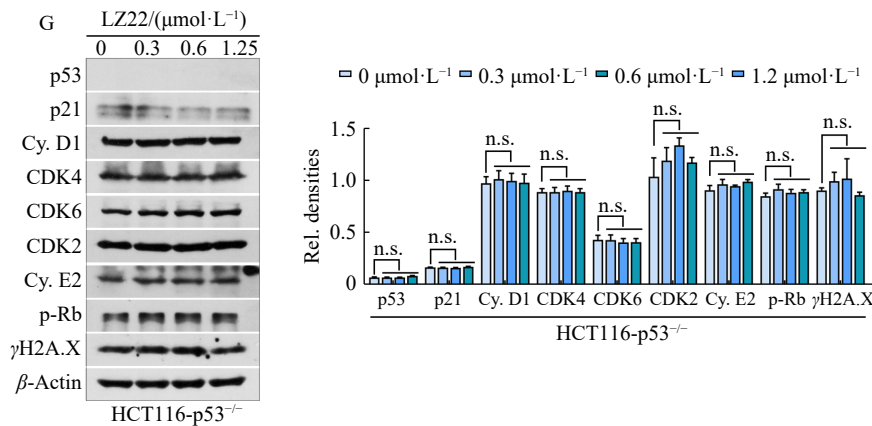 G
LZ22/(μmol·L⁻¹)
0 0.3 0.6 1.25
p53
p21
Cy. D1
CDK4
CDK6
CDK2
Cy. E2
p-Rb
γH2A.X
β-Actin
HCT116-p53⁻/⁻
0 μmol·L⁻¹ 0.3 μmol·L⁻¹ 0.6 μmol·L⁻¹ 1.2 μmol·L⁻¹
Rel. densities
1.5
1.0
0.5
0
n.s. n.s. n.s. n.s. n.s. n.s. n.s. n.s. n.s.
p53 p21 Cy. D1 CDK4 CDK6 CDK2 Cy. E2 p-Rb γH2A.X
HCT116-p53⁻/⁻